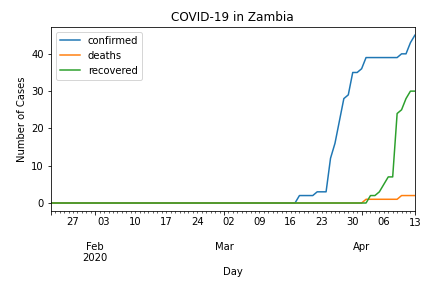 COVID-19 in Zambia
confirmed
deaths
recovered
Number of Cases
40
30
20
10
0
27 03 10 17 24 02 09 16 23 30 06 13
Feb Mar Apr
2020
Day